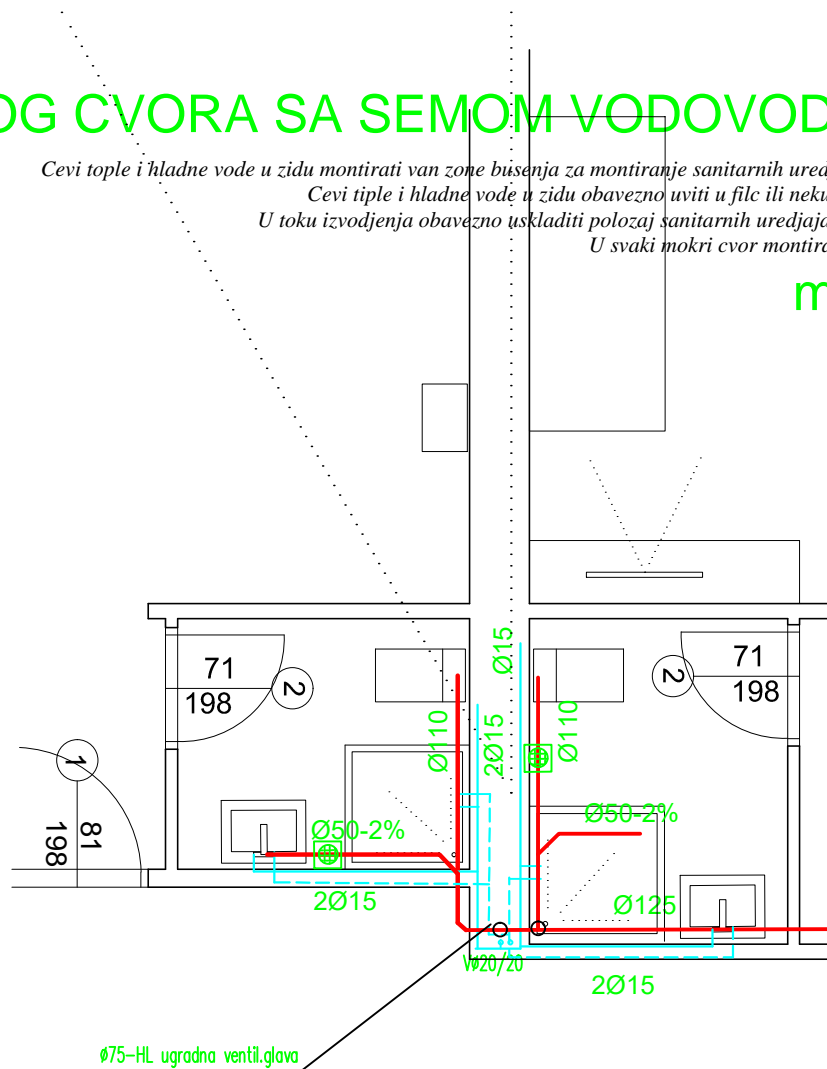 OG CVORA SA SEMOM VODOVOD
Cevi tople i hladne vode u zidu montirati van zone busenja za montiranje sanitarnih ured
Cevi tiple i hladne vode u zidu obavezno uviti u filc ili neku
U toku izvodjenja obavezno uskladiti polozaj sanitarnih uredjaja
U svaki mokri cvor montira
m
Ø15
71
198
2
2
71
198
Ø110
2Ø15
Ø110
1
81
198
Ø50-2%
Ø50-2%
2Ø15
Ø125
VØ20/20
2Ø15
Ø75-HL ugradna ventil.glava